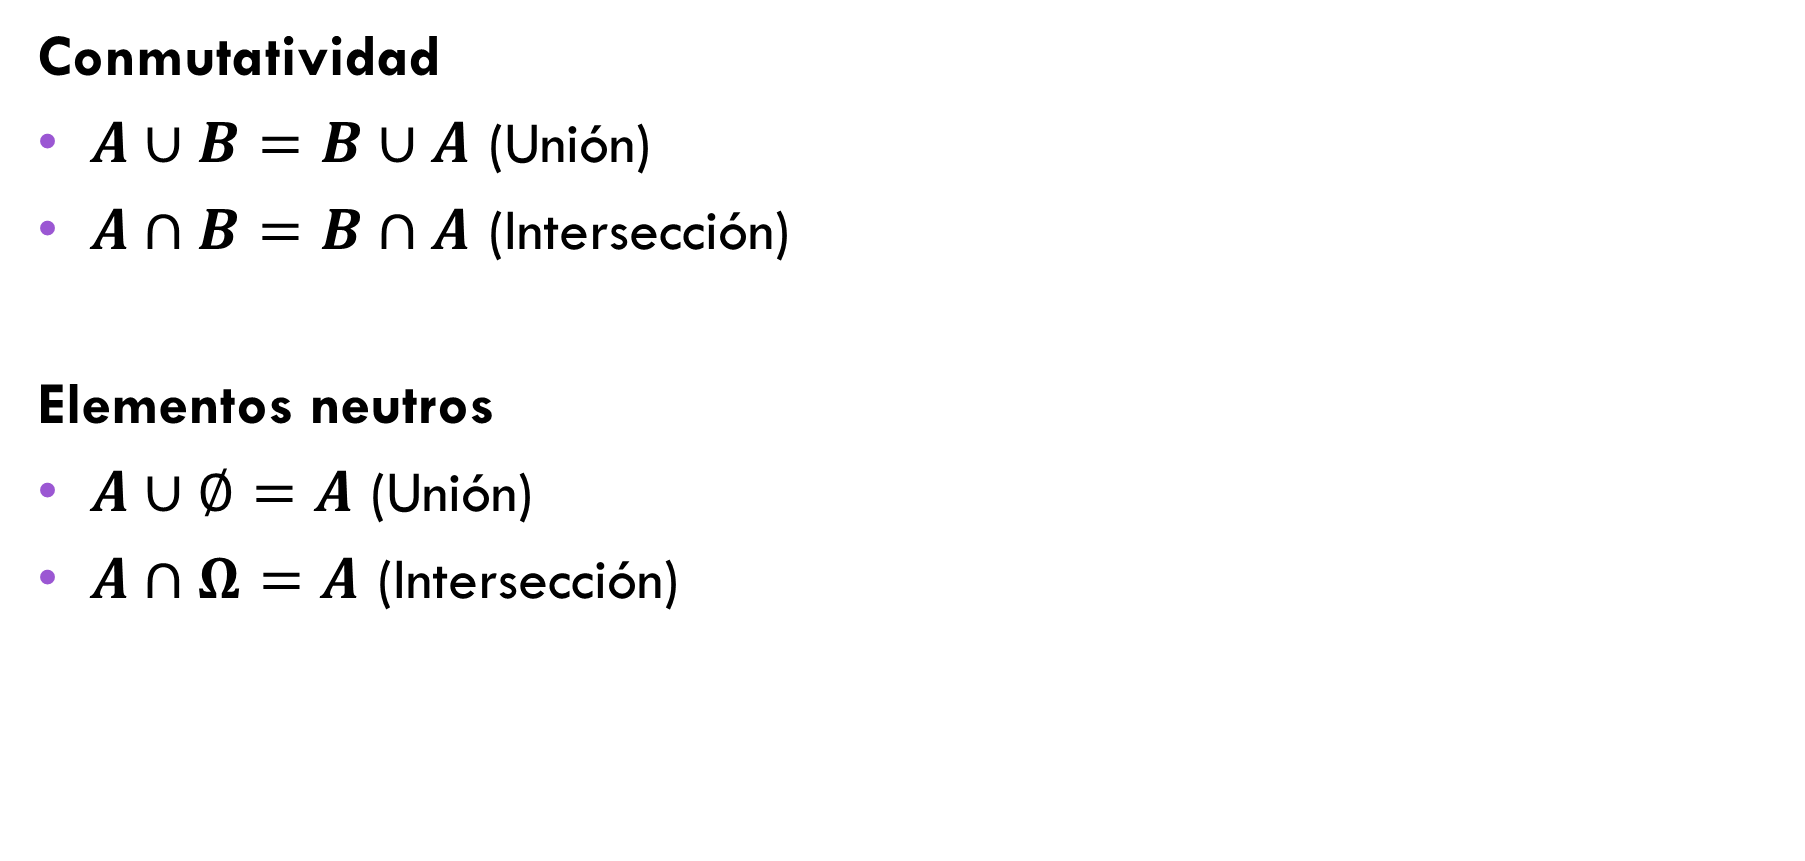 Conmutatividad
• A ∪ B = B ∪ A (Unión)
• A ∩ B = B ∩ A (Intersección)
Elementos neutros
• A ∪ ∅ = A (Unión)
• A ∩ Ω = A (Intersección)